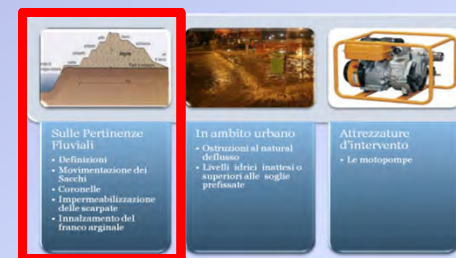 Sulle Pertinenze
Fluviali
• Definizioni
• Movimentazione dei
Sacchi
• Coronelle
• Impermeabilizzazione
delle scarpate
• Innalzamento del
franco arginale
In ambito urbano
• Ostruzioni al natural
deflusso
• Livelli idrici inattesi o
superiori alle soglie
prefissate
Attrezzature
d'intervento
• Le motopompe